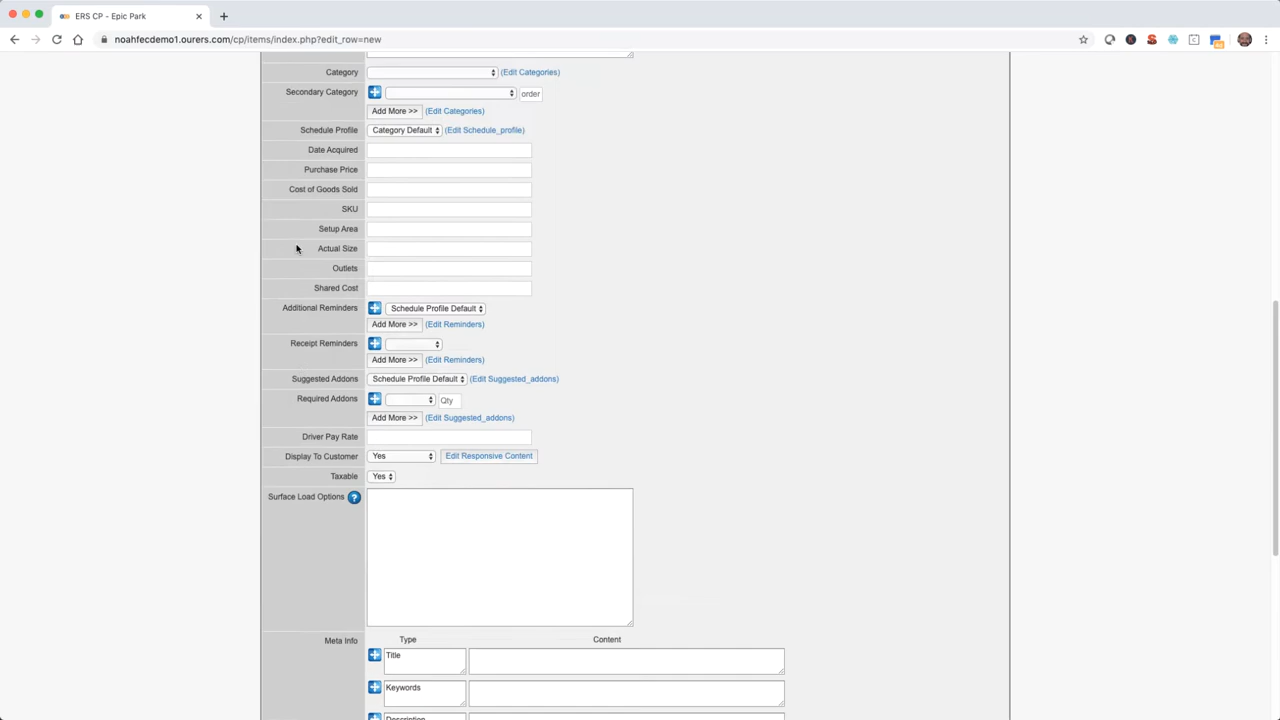 ERS CP - Epic Park
noahfecdemo1.ourers.com/cp/items/index.php?edit_row=new
Category (Edit Categories)
Secondary Category order
Add More >> (Edit Categories)
Schedule Profile Category Default (Edit Schedule_profile)
Date Acquired
Purchase Price
Cost of Goods Sold
SKU
Setup Area
Actual Size
Outlets
Shared Cost
Additional Reminders Schedule Profile Default
Add More >> (Edit Reminders)
Receipt Reminders
Add More >> (Edit Reminders)
Suggested Addons Schedule Profile Default (Edit Suggested_addons)
Required Addons Qty
Add More >> (Edit Suggested_addons)
Driver Pay Rate
Display To Customer Yes Edit Responsive Content
Taxable Yes
Surface Load Options ?
Meta Info Type Content
Title
Keywords
Description